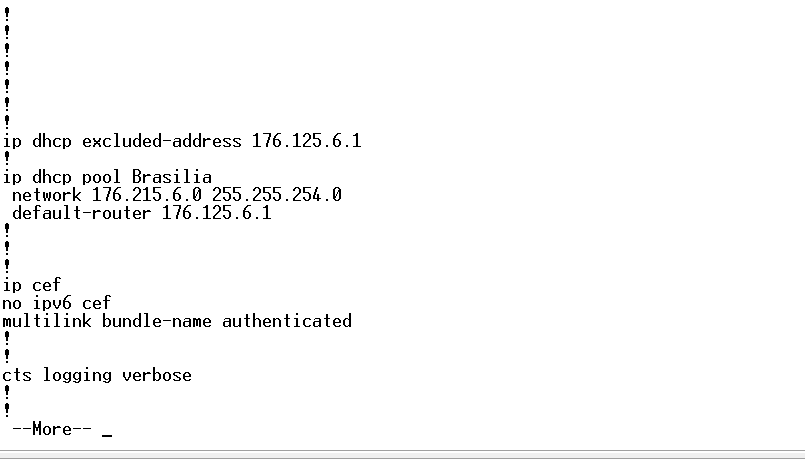 !
!
!
!
!
!
!
ip dhcp excluded-address 176.125.6.1
!
ip dhcp pool Brasilia
 network 176.215.6.0 255.255.254.0
 default-router 176.125.6.1
!
!
!
ip cef
no ipv6 cef
multilink bundle-name authenticated
!
!
cts logging verbose
!
!
 --More-- _